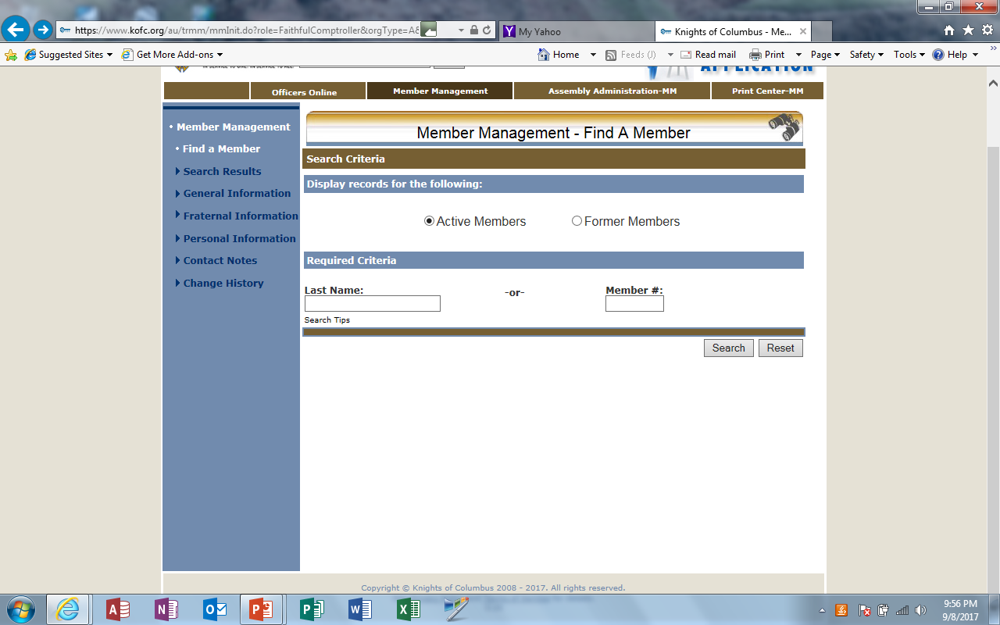 https://www.kofc.org/au/trmm/mmInit.do?role=FaithfulComptroller&orgType=A&
My Yahoo
Knights of Columbus - Me...
Suggested Sites
Get More Add-ons
Home
Feeds (J)
Read mail
Print
Page
Safety
Tools
Help
APPLICATION
Officers Online
Member Management
Assembly Administration-MM
Print Center-MM
Member Management
Find a Member
Search Results
General Information
Fraternal Information
Personal Information
Contact Notes
Change History
Member Management - Find A Member
Search Criteria
Display records for the following:
Active Members
Former Members
Required Criteria
Last Name:
-or-
Member #:
Search Tips
Search
Reset
Copyright © Knights of Columbus 2008 - 2017. All rights reserved.
9:56 PM
9/8/2017